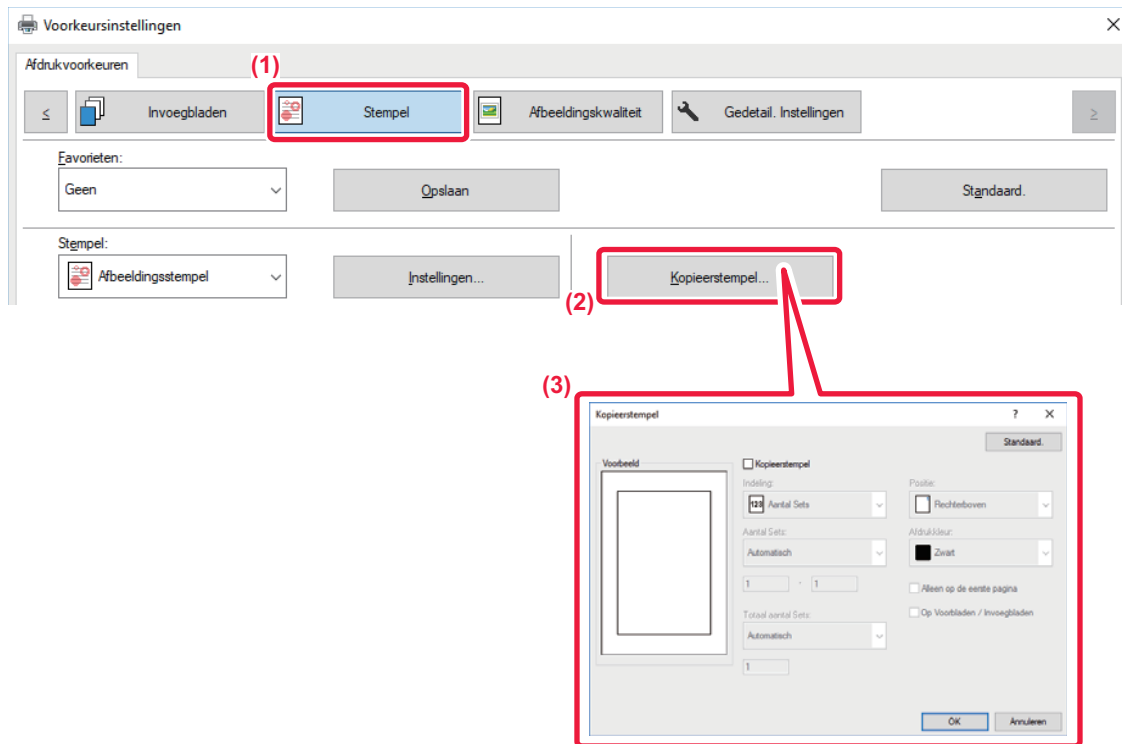 Voorkeursinstellingen
Afdrukvoorkeuren
(1)
≤ Invoegbladen Stempel Afbeeldingskwaliteit Gedetail. Instellingen ≥
Favorieten:
Geen Opslaan Standaard.
Stempel:
Afbeeldingsstempel Instellingen... Kopieerstempel...
(2)
(3)
Kopieerstempel ? X
Standaard.
Voorbeeld Kopieerstempel
Indeling: Positie:
123 Aantal Sets Rechterboven
Aantal Sets: Afdrukkleur:
Automatisch Zwart
1 - 1 Alleen op de eerste pagina
Totaal aantal Sets: Op Voorbladen / Invoegbladen
Automatisch
1
OK Annuleren